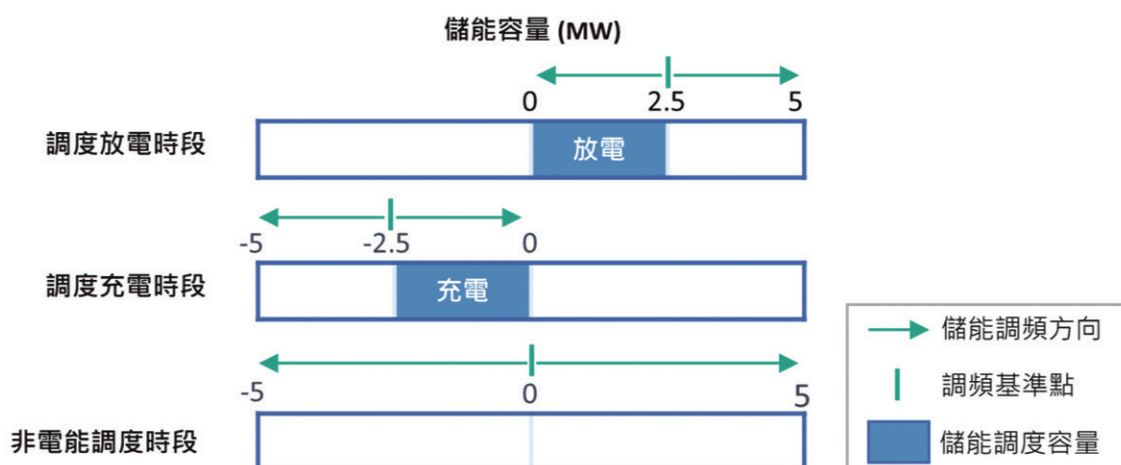 儲能容量 (MW)
0 2.5 5
調度放電時段
放電
-5 -2.5 0
調度充電時段
充電
儲能調頻方向
-5 0 5
調頻基準點
非電能調度時段
儲能調度容量